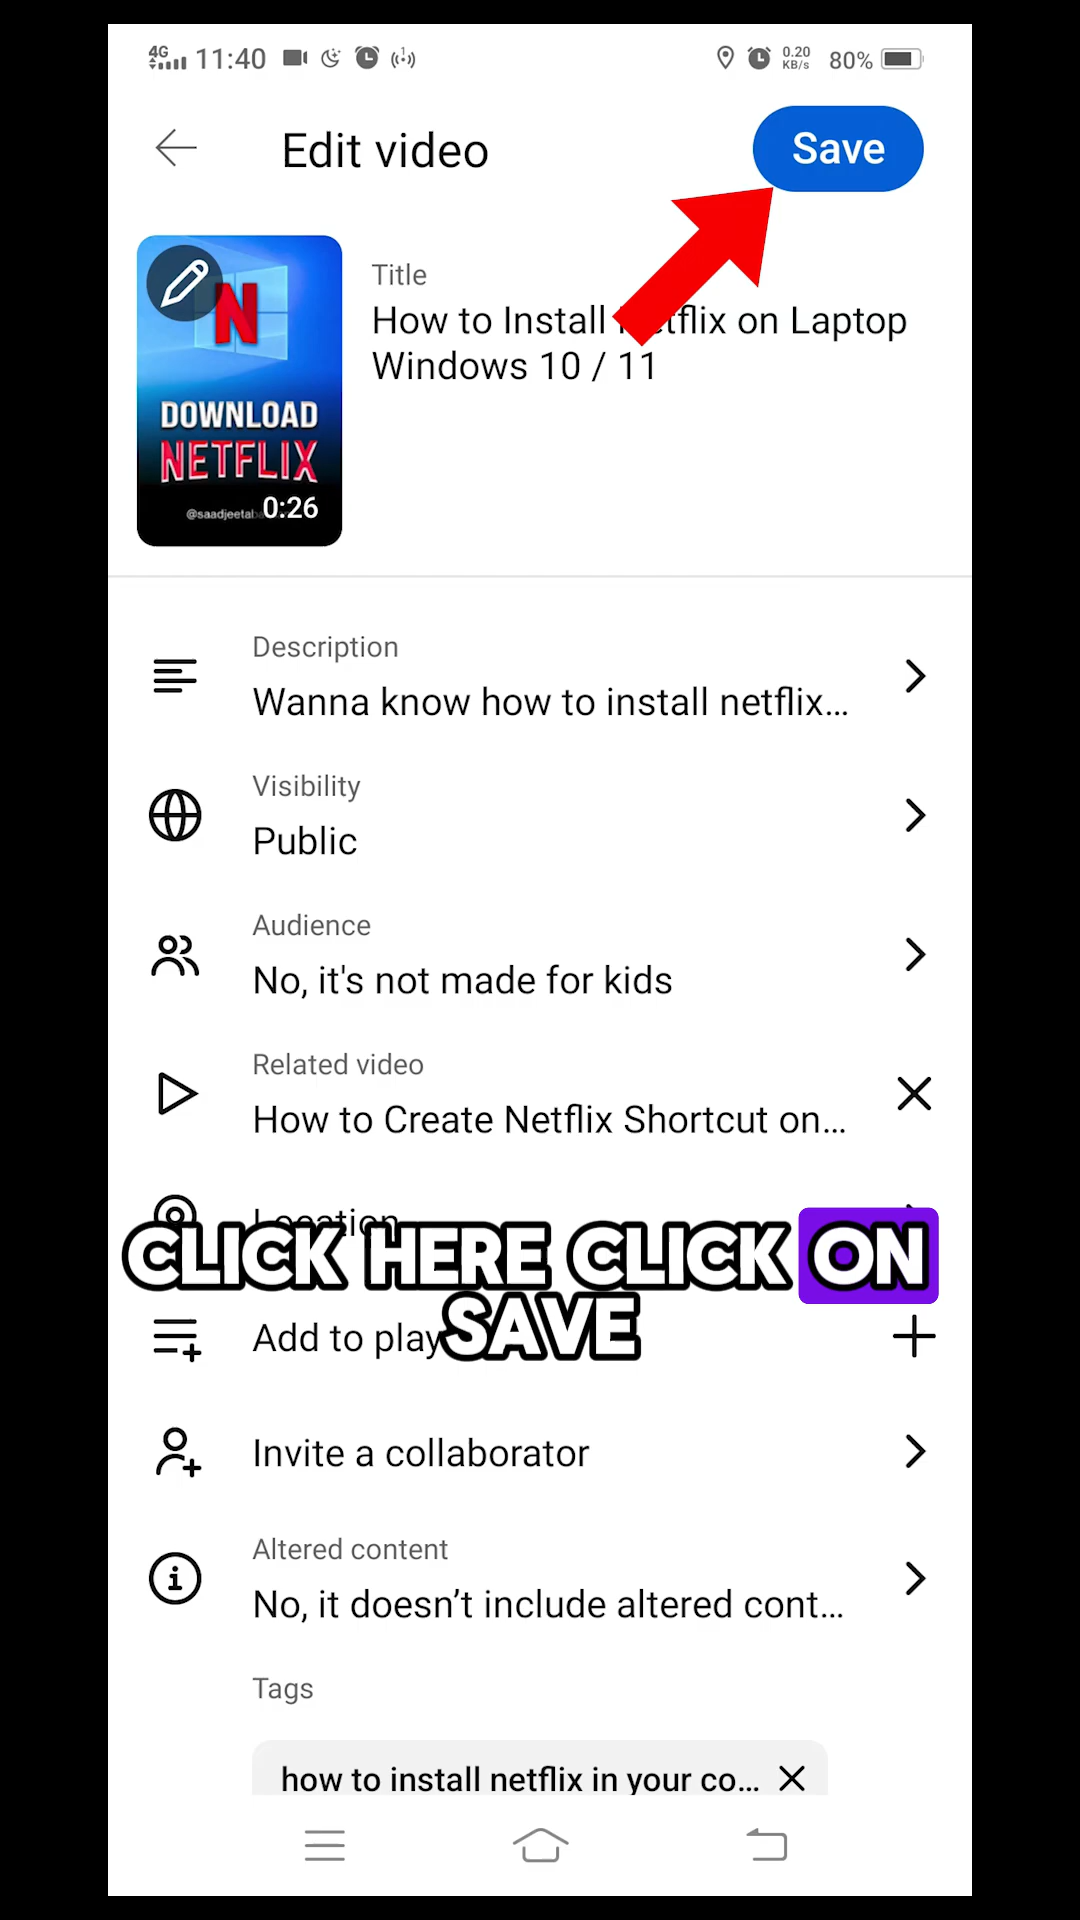 4G 11:40 0.20 KB/s 80%
Edit video
Save
N
DOWNLOAD
NETFLIX
@saadjeetal
0:26
Title
How to Install tflix on Laptop
Windows 10 / 11
Description
Wanna know how to install netflix...
Visibility
Public
Audience
No, it's not made for kids
Related video
How to Create Netflix Shortcut on...
Location
CLICK HERE CLICK ON
SAVE
Add to play
Invite a collaborator
Altered content
No, it doesn’t include altered cont...
Tags
how to install netflix in your co...